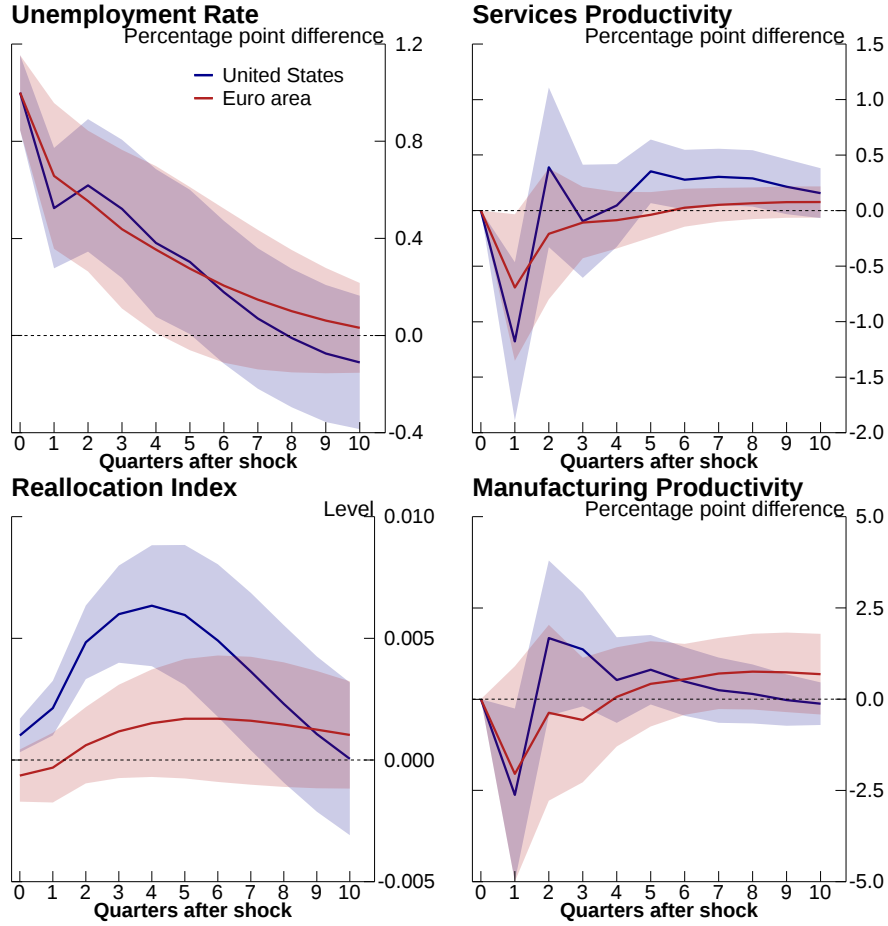 Unemployment Rate
Percentage point difference
1.2
0.8
0.4
0.0
-0.4
United States
Euro area
0 1 2 3 4 5 6 7 8 9 10
Quarters after shock
Services Productivity
Percentage point difference
1.5
1.0
0.5
0.0
-0.5
-1.0
-1.5
-2.0
0 1 2 3 4 5 6 7 8 9 10
Quarters after shock
Reallocation Index
Level
0.010
0.005
0.000
-0.005
0 1 2 3 4 5 6 7 8 9 10
Quarters after shock
Manufacturing Productivity
Percentage point difference
5.0
2.5
0.0
-2.5
-5.0
0 1 2 3 4 5 6 7 8 9 10
Quarters after shock